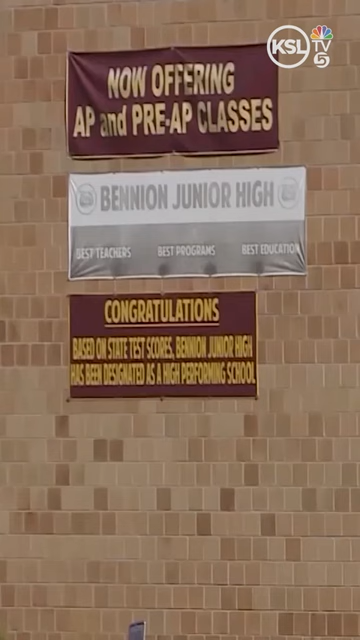 KSL TV 5
NOW OFFERING
AP and PRE-AP CLASSES
BENNION JUNIOR HIGH
BEST TEACHERS BEST PROGRAMS BEST EDUCATION
CONGRATULATIONS
BASED ON STATE TEST SCORES, BENNION JUNIOR HIGH
HAS BEEN DESIGNATED AS A HIGH PERFORMING SCHOOL